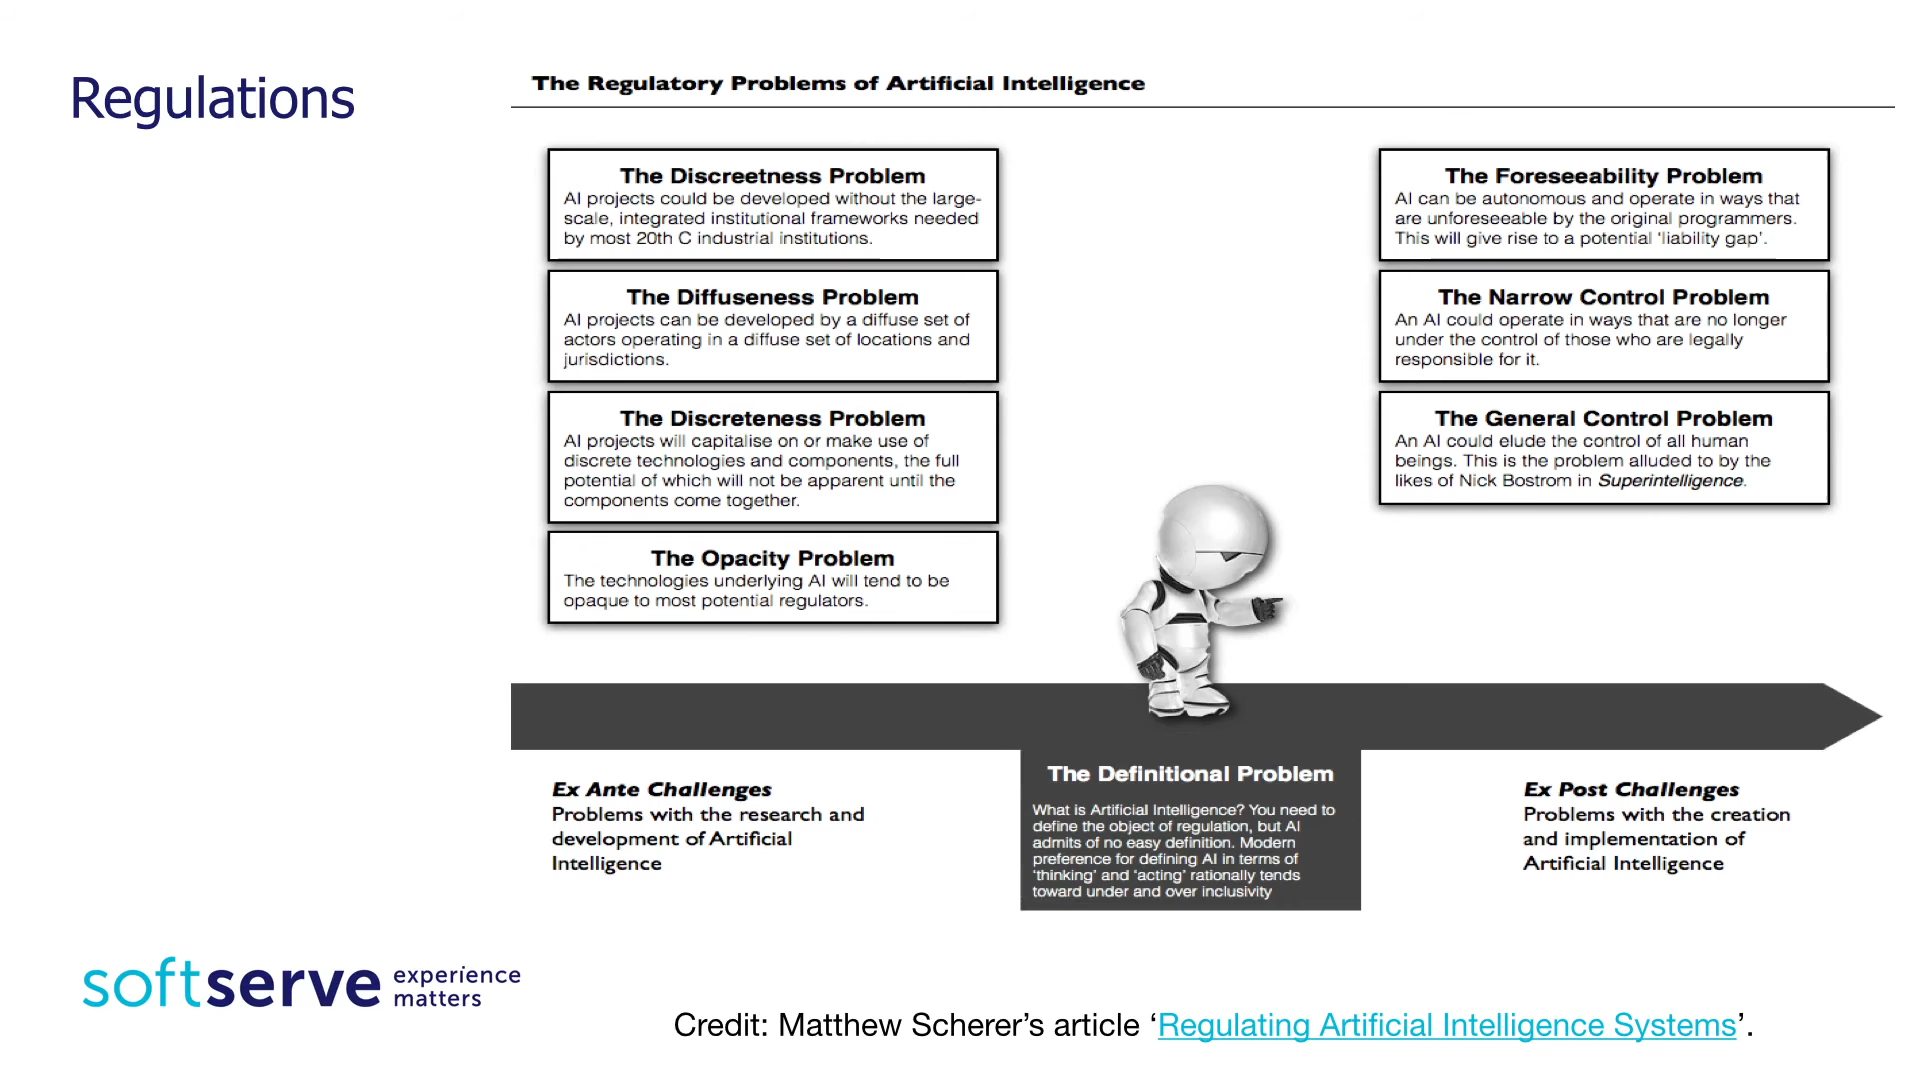 Regulations
The Regulatory Problems of Artificial Intelligence
The Discreetness Problem
AI projects could be developed without the large-
scale, integrated institutional frameworks needed
by most 20th C industrial institutions.
The Diffuseness Problem
AI projects can be developed by a diffuse set of
actors operating in a diffuse set of locations and
jurisdictions.
The Discreteness Problem
AI projects will capitalise on or make use of
discrete technologies and components, the full
potential of which will not be apparent until the
components come together.
The Opacity Problem
The technologies underlying AI will tend to be
opaque to most potential regulators.
The Foreseeability Problem
AI can be autonomous and operate in ways that
are unforeseeable by the original programmers.
This will give rise to a potential ‘liability gap’.
The Narrow Control Problem
An AI could operate in ways that are no longer
under the control of those who are legally
responsible for it.
The General Control Problem
An AI could elude the control of all human
beings. This is the problem alluded to by the
likes of Nick Bostrom in Superintelligence.
Ex Ante Challenges
Problems with the research and
development of Artificial
Intelligence
The Definitional Problem
What is Artificial Intelligence? You need to
define the object of regulation, but AI
admits of no easy definition. Modern
preference for defining AI in terms of
‘thinking’ and ‘acting’ rationally tends
toward under and over inclusivity
Ex Post Challenges
Problems with the creation
and implementation of
Artificial Intelligence
softserve experience
matters
Credit: Matthew Scherer’s article ‘Regulating Artificial Intelligence Systems’.